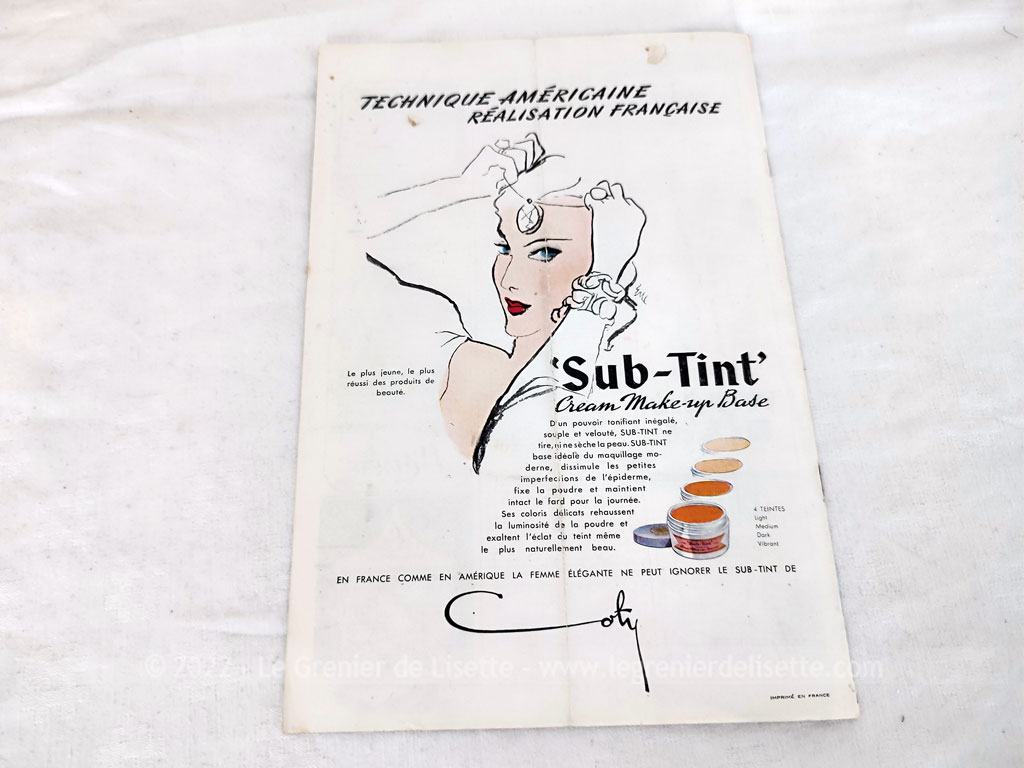 TECHNIQUE AMÉRICAINE
RÉALISATION FRANÇAISE
Eric
Le plus jeune, le plus
réussi des produits de
beauté.
'Sub-Tint'
Cream Make-up Base
D'un pouvoir tonifiant inégalé,
souple et velouté, SUB-TINT ne
tire, ni ne sèche la peau. SUB-TINT
base idéale du maquillage mo-
derne, dissimule les petites
imperfections de l'épiderme,
fixe la poudre et maintient
intact le fard pour la journée.
Ses coloris délicats rehaussent
la luminosité de la poudre et
exaltent l'éclat du teint même
le plus naturellement beau.
4 TEINTES
Light
Medium
Dark
Vibrant
EN FRANCE COMME EN AMÉRIQUE LA FEMME ÉLÉGANTE NE PEUT IGNORER LE SUB-TINT DE
Coty
© 2022 - Le Grenier de Lisette - www.legrenierdelisette.com
IMPRIMÉ EN FRANCE